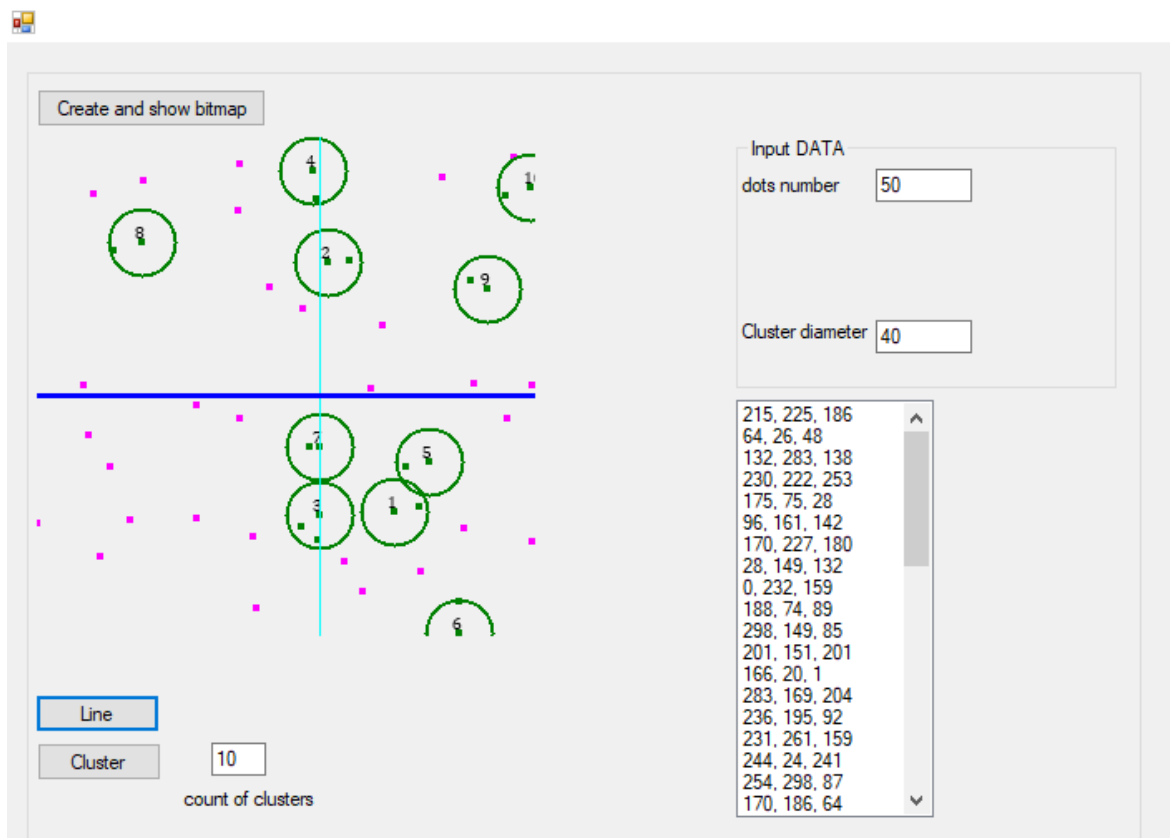 Create and show bitmap
4
8
2
9
7
5
3
1
6
Input DATA
dots number 50
Cluster diameter 40
215, 225, 186
64, 26, 48
132, 283, 138
230, 222, 253
175, 75, 28
96, 161, 142
170, 227, 180
28, 149, 132
0, 232, 159
188, 74, 89
298, 149, 85
201, 151, 201
166, 20, 1
283, 169, 204
236, 195, 92
231, 261, 159
244, 24, 241
254, 298, 87
170, 186, 64
Line
Cluster 10
count of clusters